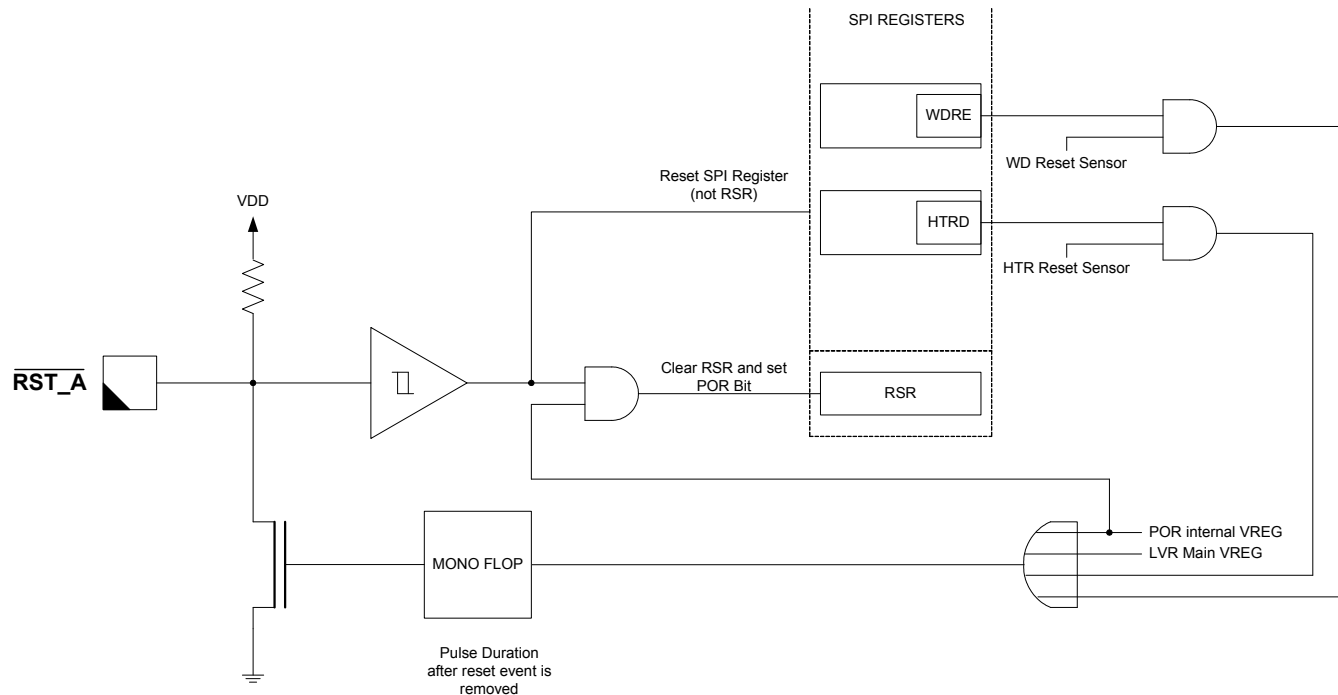 SPI REGISTERS
WDRE
WD Reset Sensor
Reset SPI Register
(not RSR)
VDD
HTRD
HTR Reset Sensor
RST_A
Clear RSR and set
POR Bit
RSR
POR internal VREG
LVR Main VREG
MONO FLOP
Pulse Duration
after reset event is
removed